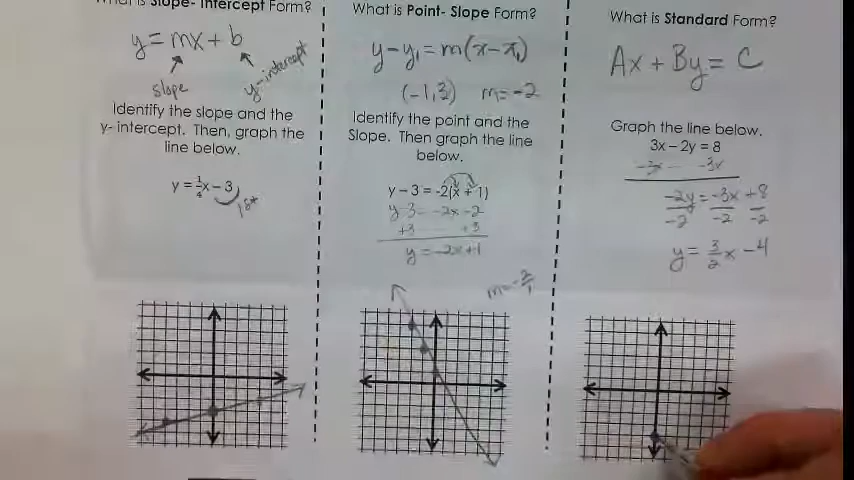 What is Slope- Intercept Form?
y = mx + b
slope
y-intercept
Identify the slope and the
y- intercept. Then, graph the
line below.
y = 1/4x – 3
1st
What is Point- Slope Form?
y-y₁ = m(x-x₁)
(-1,3) m=-2
Identify the point and the
Slope. Then graph the line
below.
y – 3 = -2(x + 1)
y-3 = -2x-2
+3 +3
y = -2x+1
m=-2/1
What is Standard Form?
Ax + By = C
Graph the line below.
3x – 2y = 8
-3x -3x
-2y = -3x +8
-2 -2 -2
y = 3/2x -4